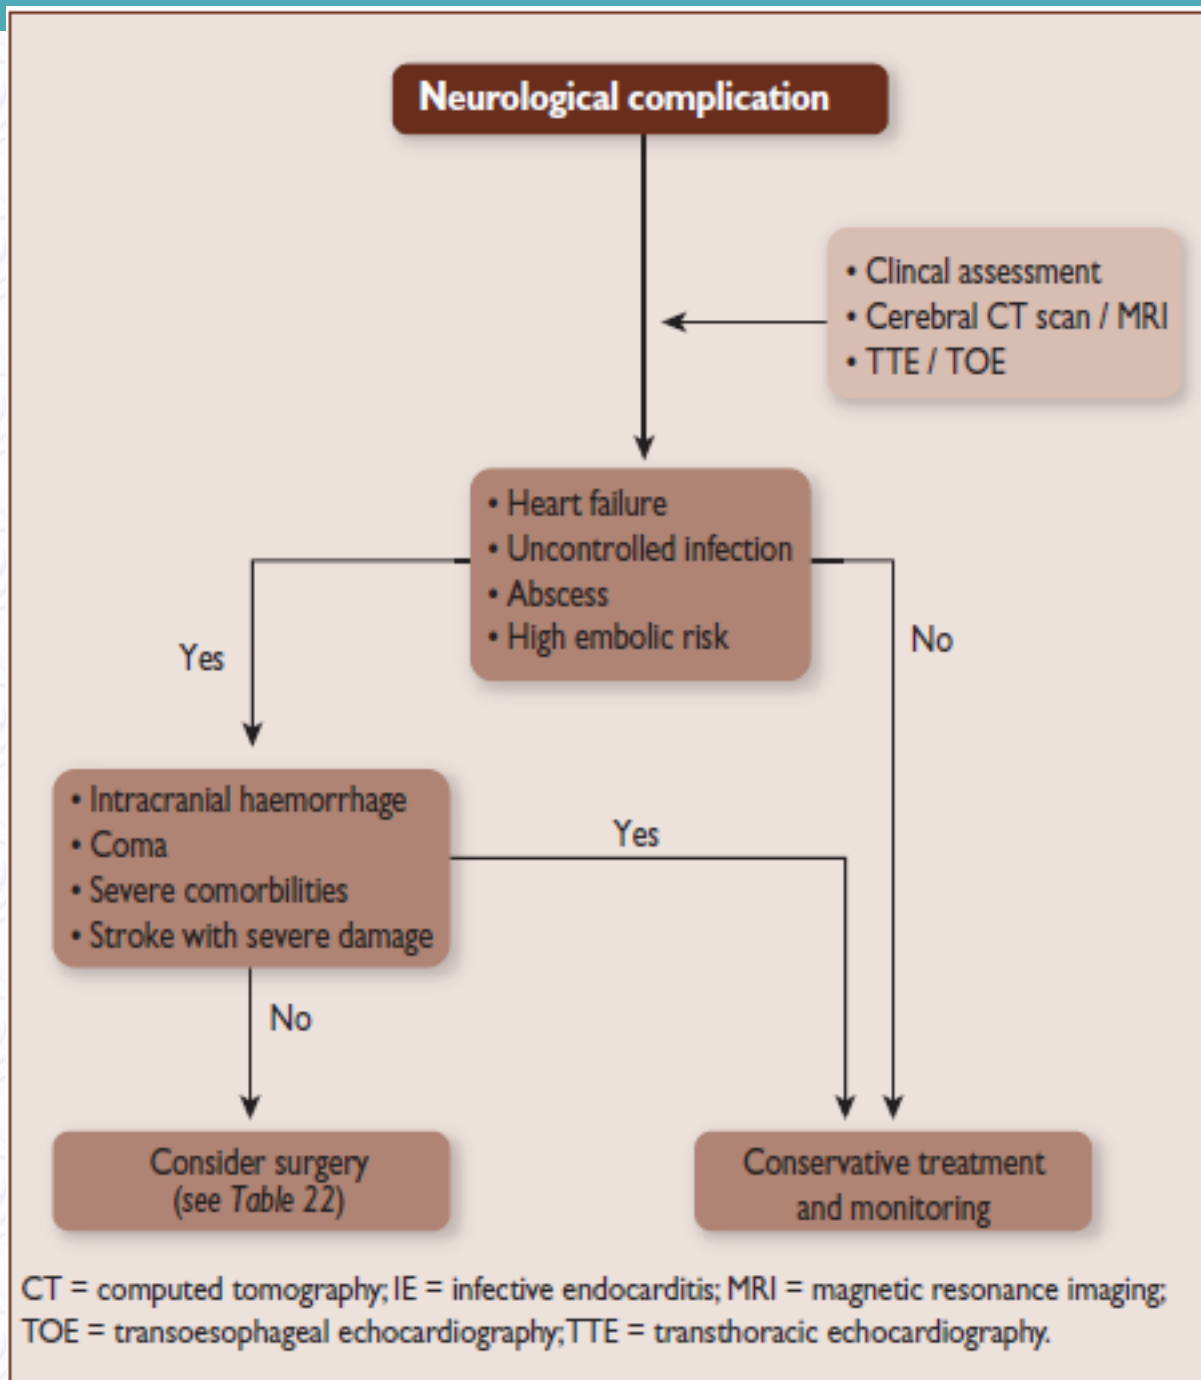 Neurological complication
• Clincal assessment
• Cerebral CT scan / MRI
• TTE / TOE
• Heart failure
• Uncontrolled infection
• Abscess
• High embolic risk
Yes
No
• Intracranial haemorrhage
• Coma
• Severe comorbilities
• Stroke with severe damage
Yes
No
Consider surgery
(see Table 22)
Conservative treatment
and monitoring
CT = computed tomography; IE = infective endocarditis; MRI = magnetic resonance imaging;
TOE = transoesophageal echocardiography; TTE = transthoracic echocardiography.